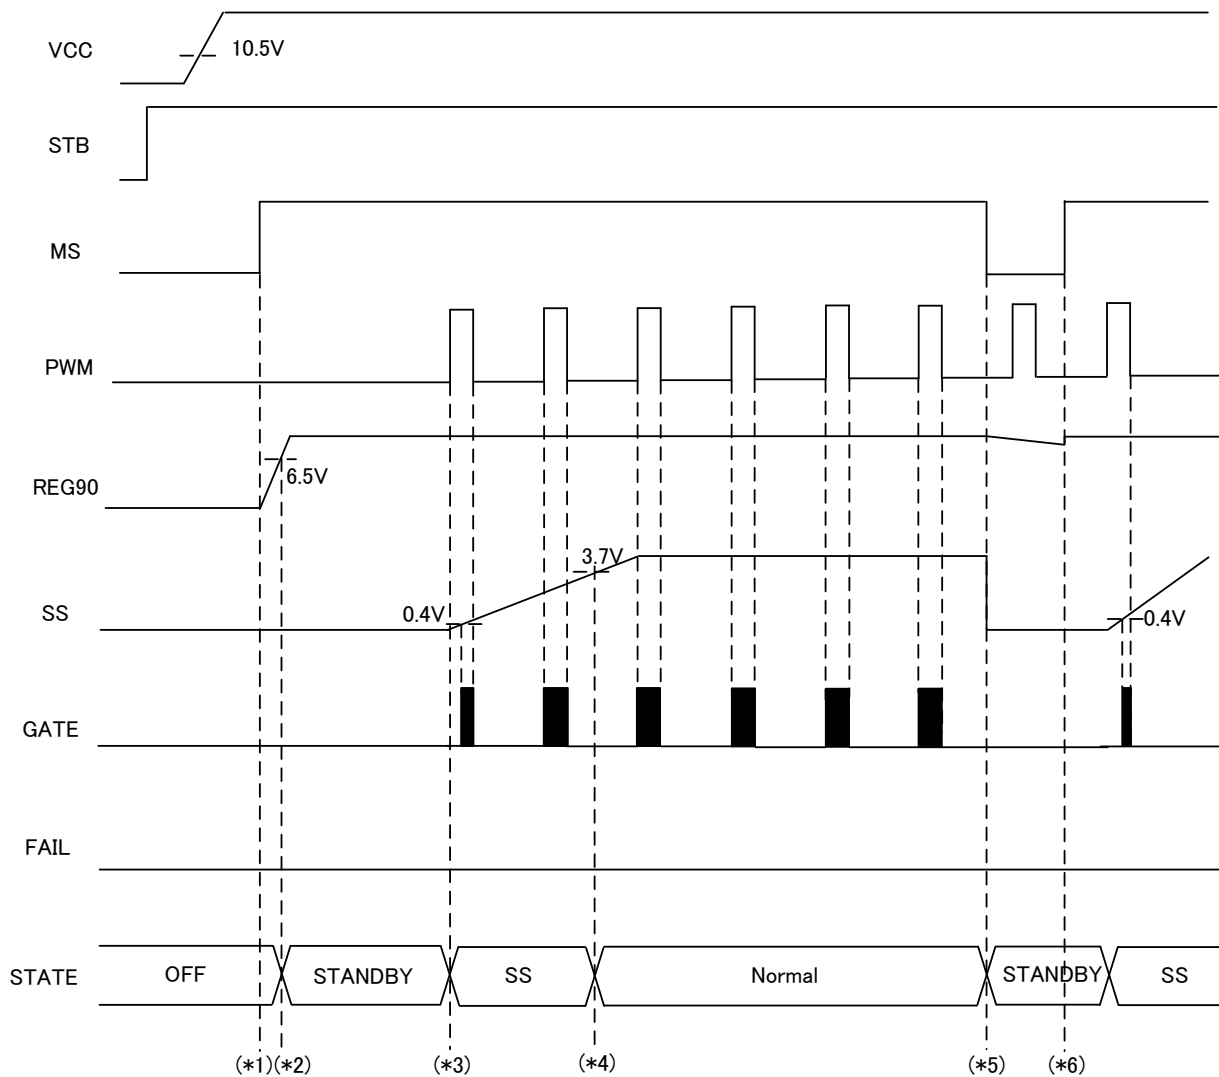 VCC
10.5V
STB
MS
PWM
REG90
6.5V
SS
0.4V
3.7V
0.4V
GATE
FAIL
STATE
OFF
STANDBY
SS
Normal
STANDBY
SS
(*1)
(*2)
(*3)
(*4)
(*5)
(*6)